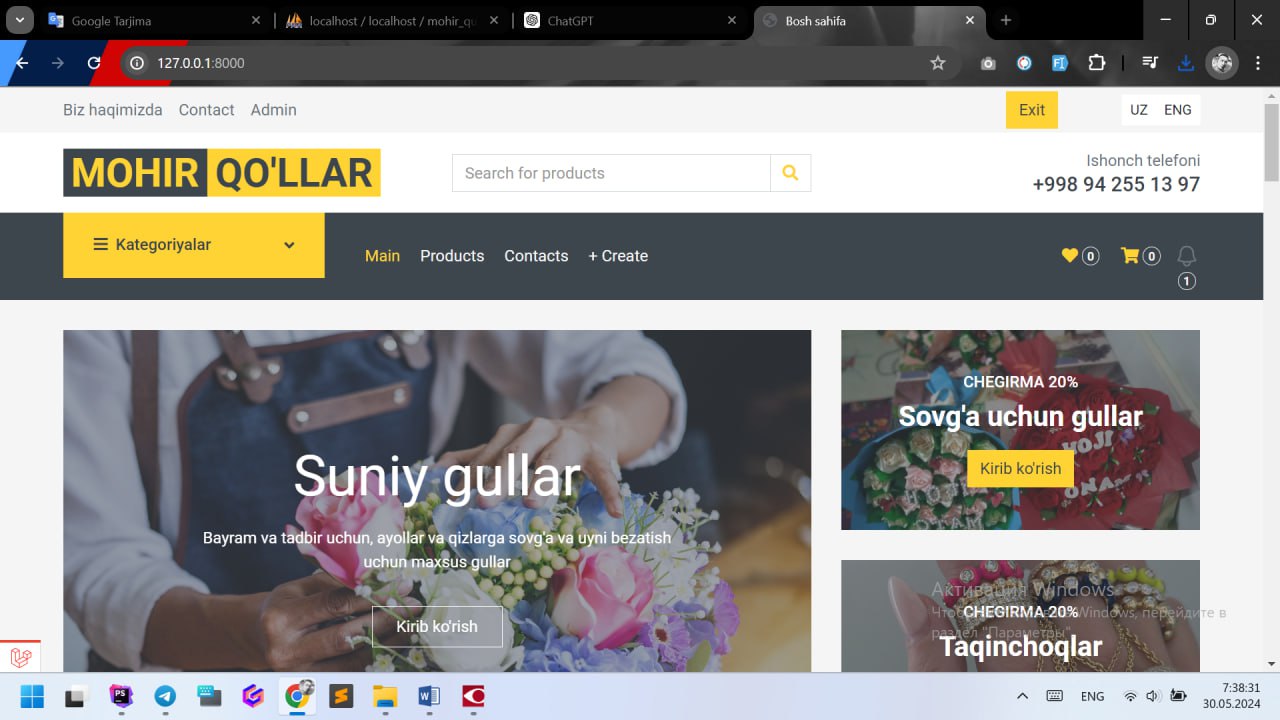 Google Tarjima
localhost / localhost / mohir_qu
ChatGPT
Bosh sahifa
127.0.0.1:8000
Biz haqimizda
Contact
Admin
Exit
UZ
ENG
MOHIR QO'LLAR
Search for products
Ishonch telefoni
+998 94 255 13 97
Kategoriyalar
Main
Products
Contacts
+ Create
0
0
1
Suniy gullar
Bayram va tadbir uchun, ayollar va qizlarga sovg'a va uyni bezatish
uchun maxsus gullar
Kirib ko'rish
CHEGIRMA 20%
Sovg'a uchun gullar
Kirib ko'rish
HOJI
ONAM
Активация Windows
CHEGIRMA 20%
Windows, перейдите в
раздел "Параметры"
Taqinchoqlar
ENG
7:38:31
30.05.2024